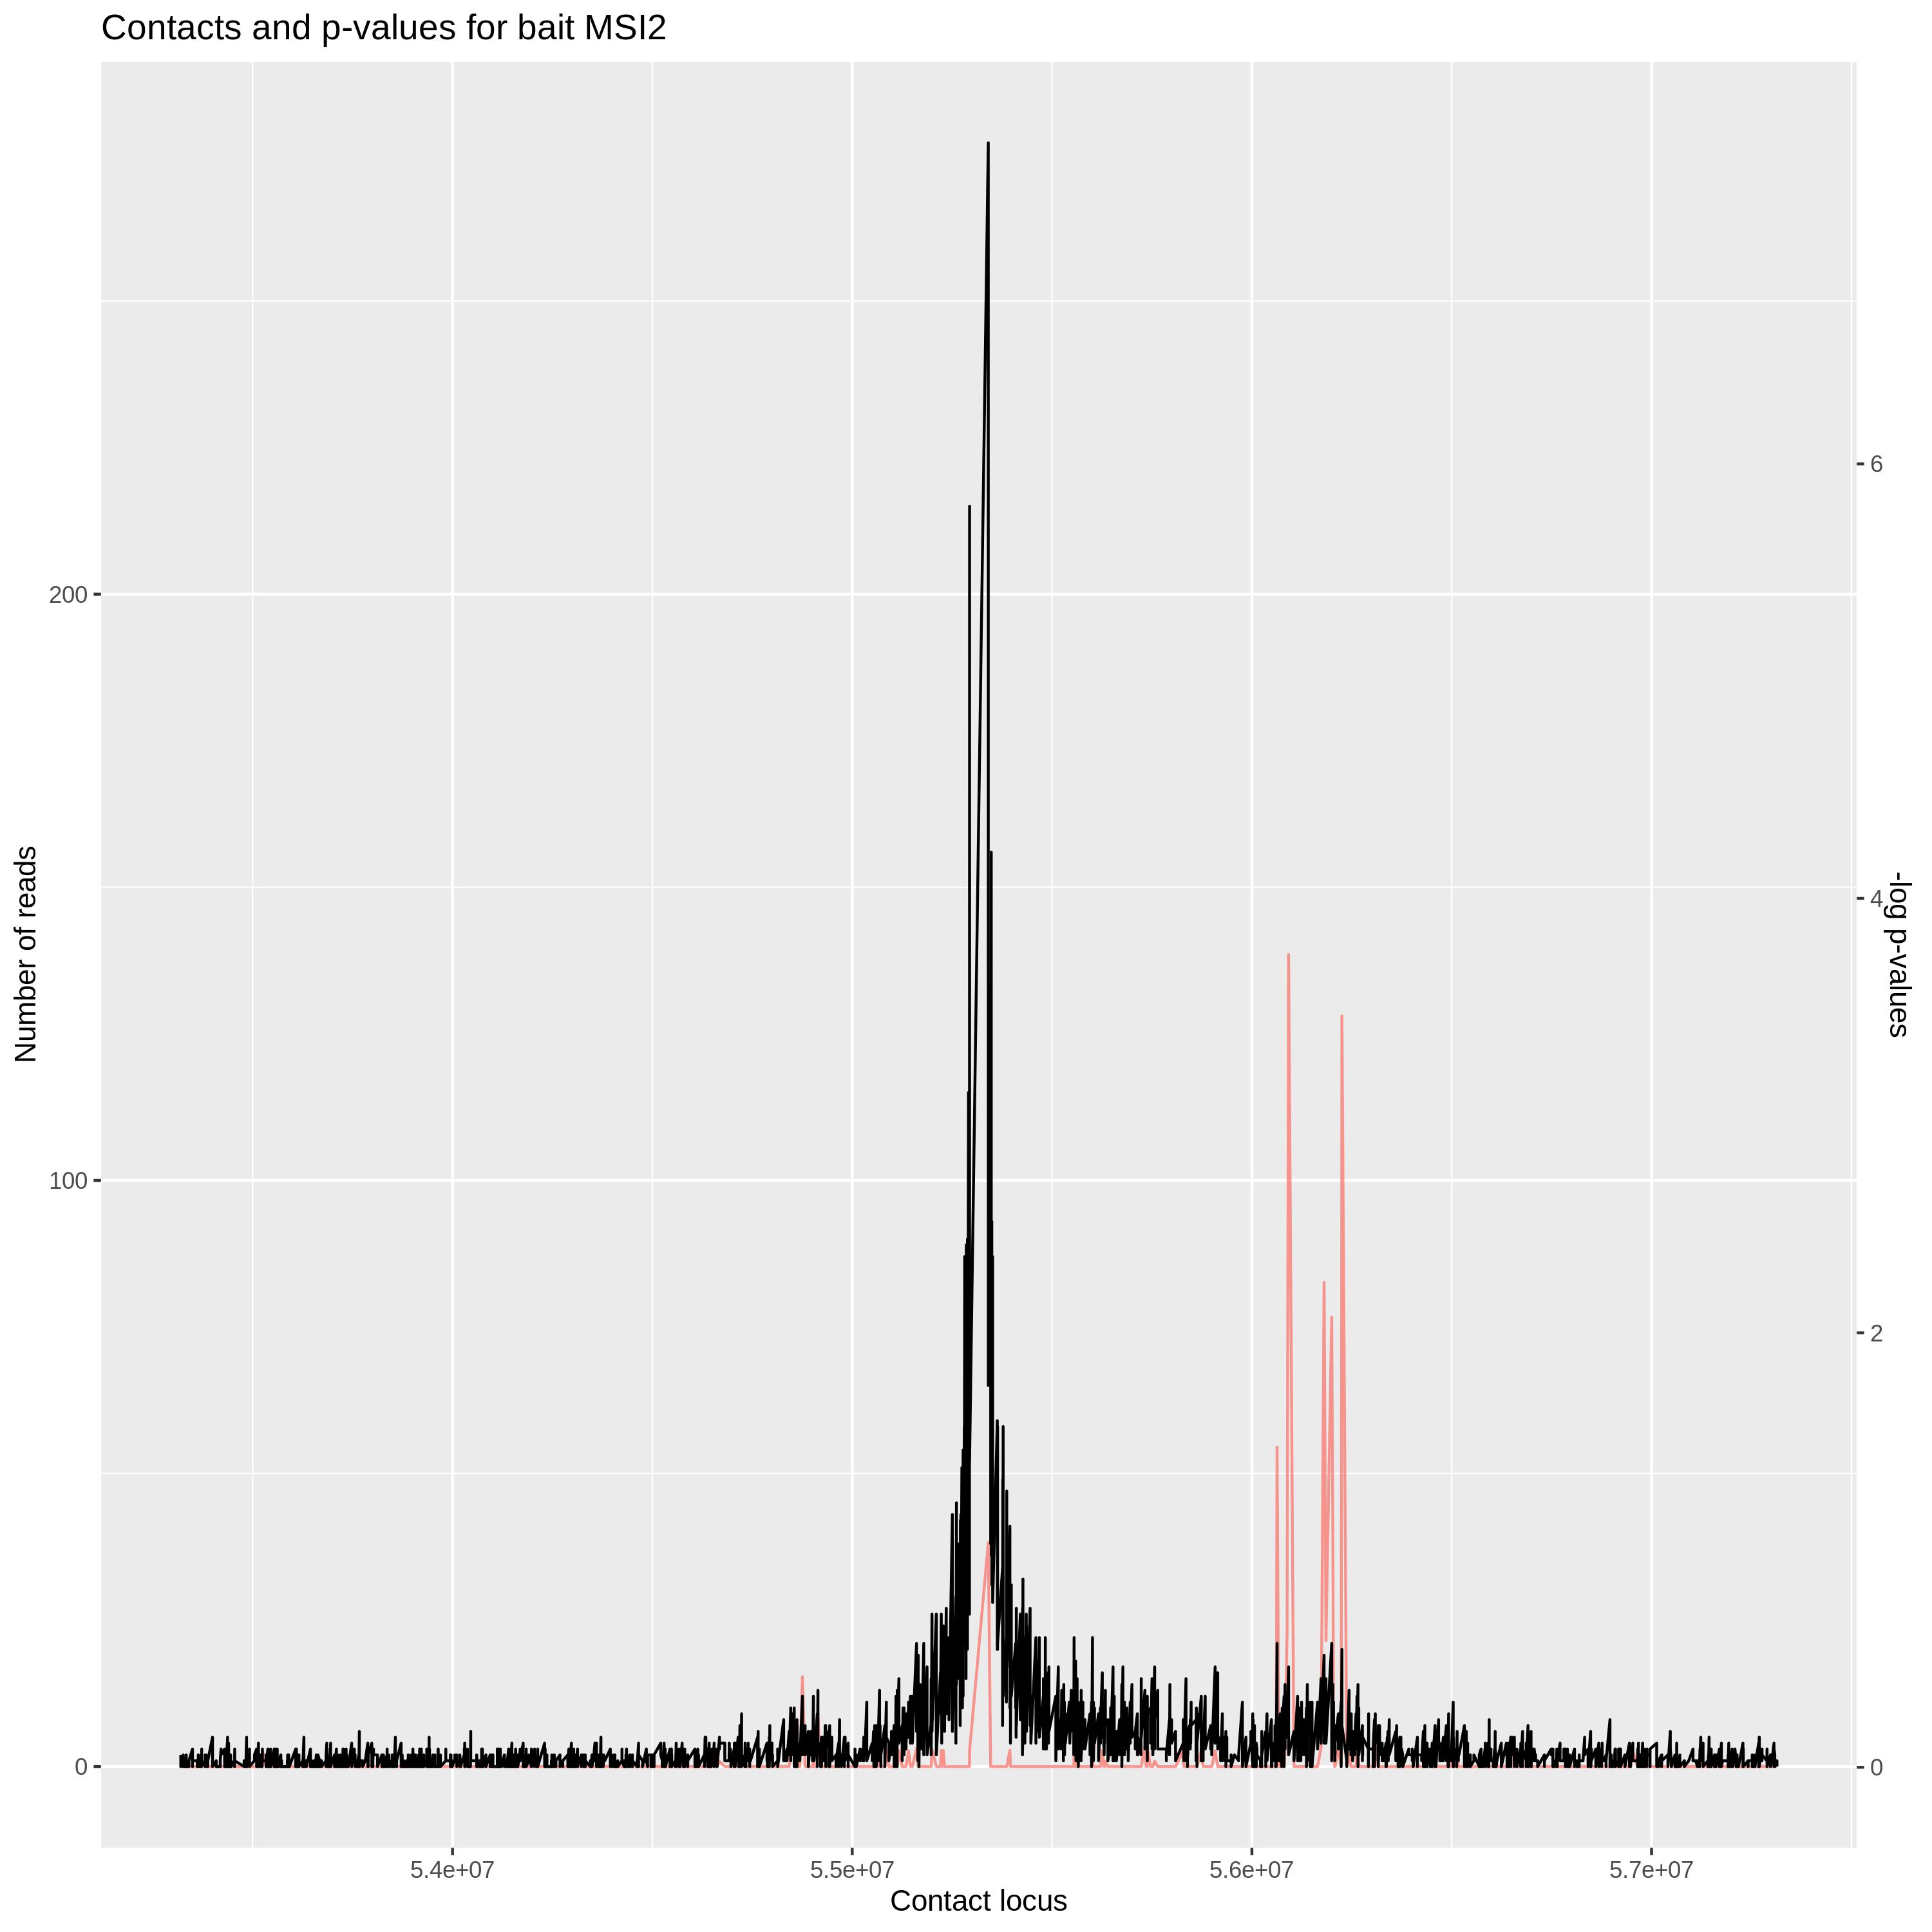 Contacts and p-values for bait MSI2
Number of reads
200
100
0
6
4
2
0
-log p-values
5.4e+07
5.5e+07
5.6e+07
5.7e+07
Contact locus